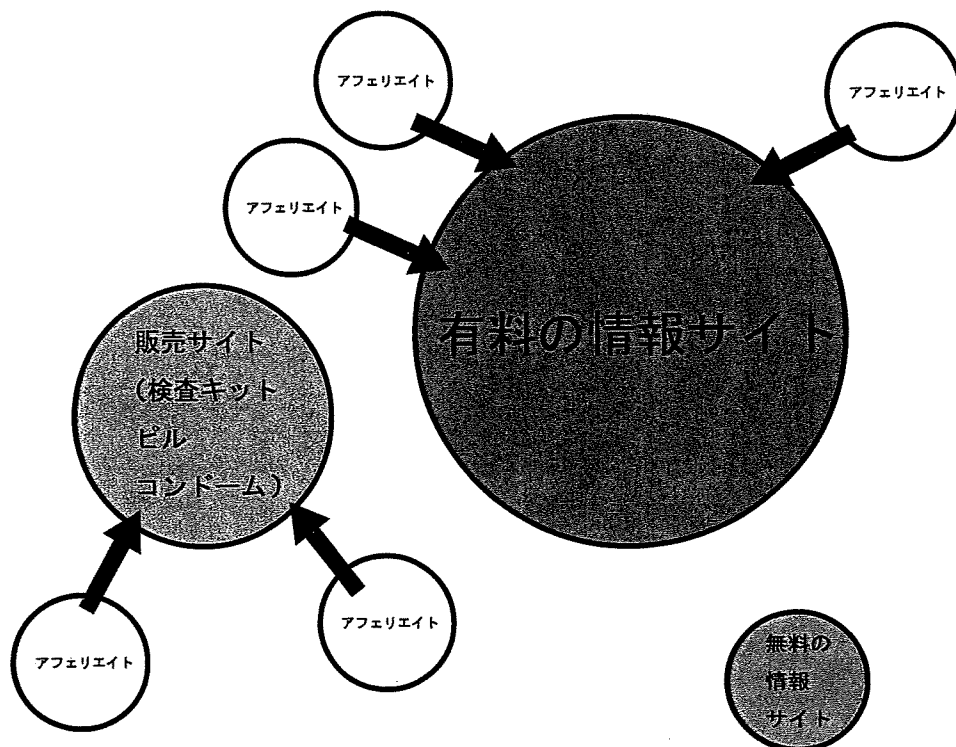 アフェリエイト
アフェリエイト
アフェリエイト
有料の情報サイト
販売サイト
（検査キット
ピル
コンドーム）
アフェリエイト
アフェリエイト
無料の
情報
サイト